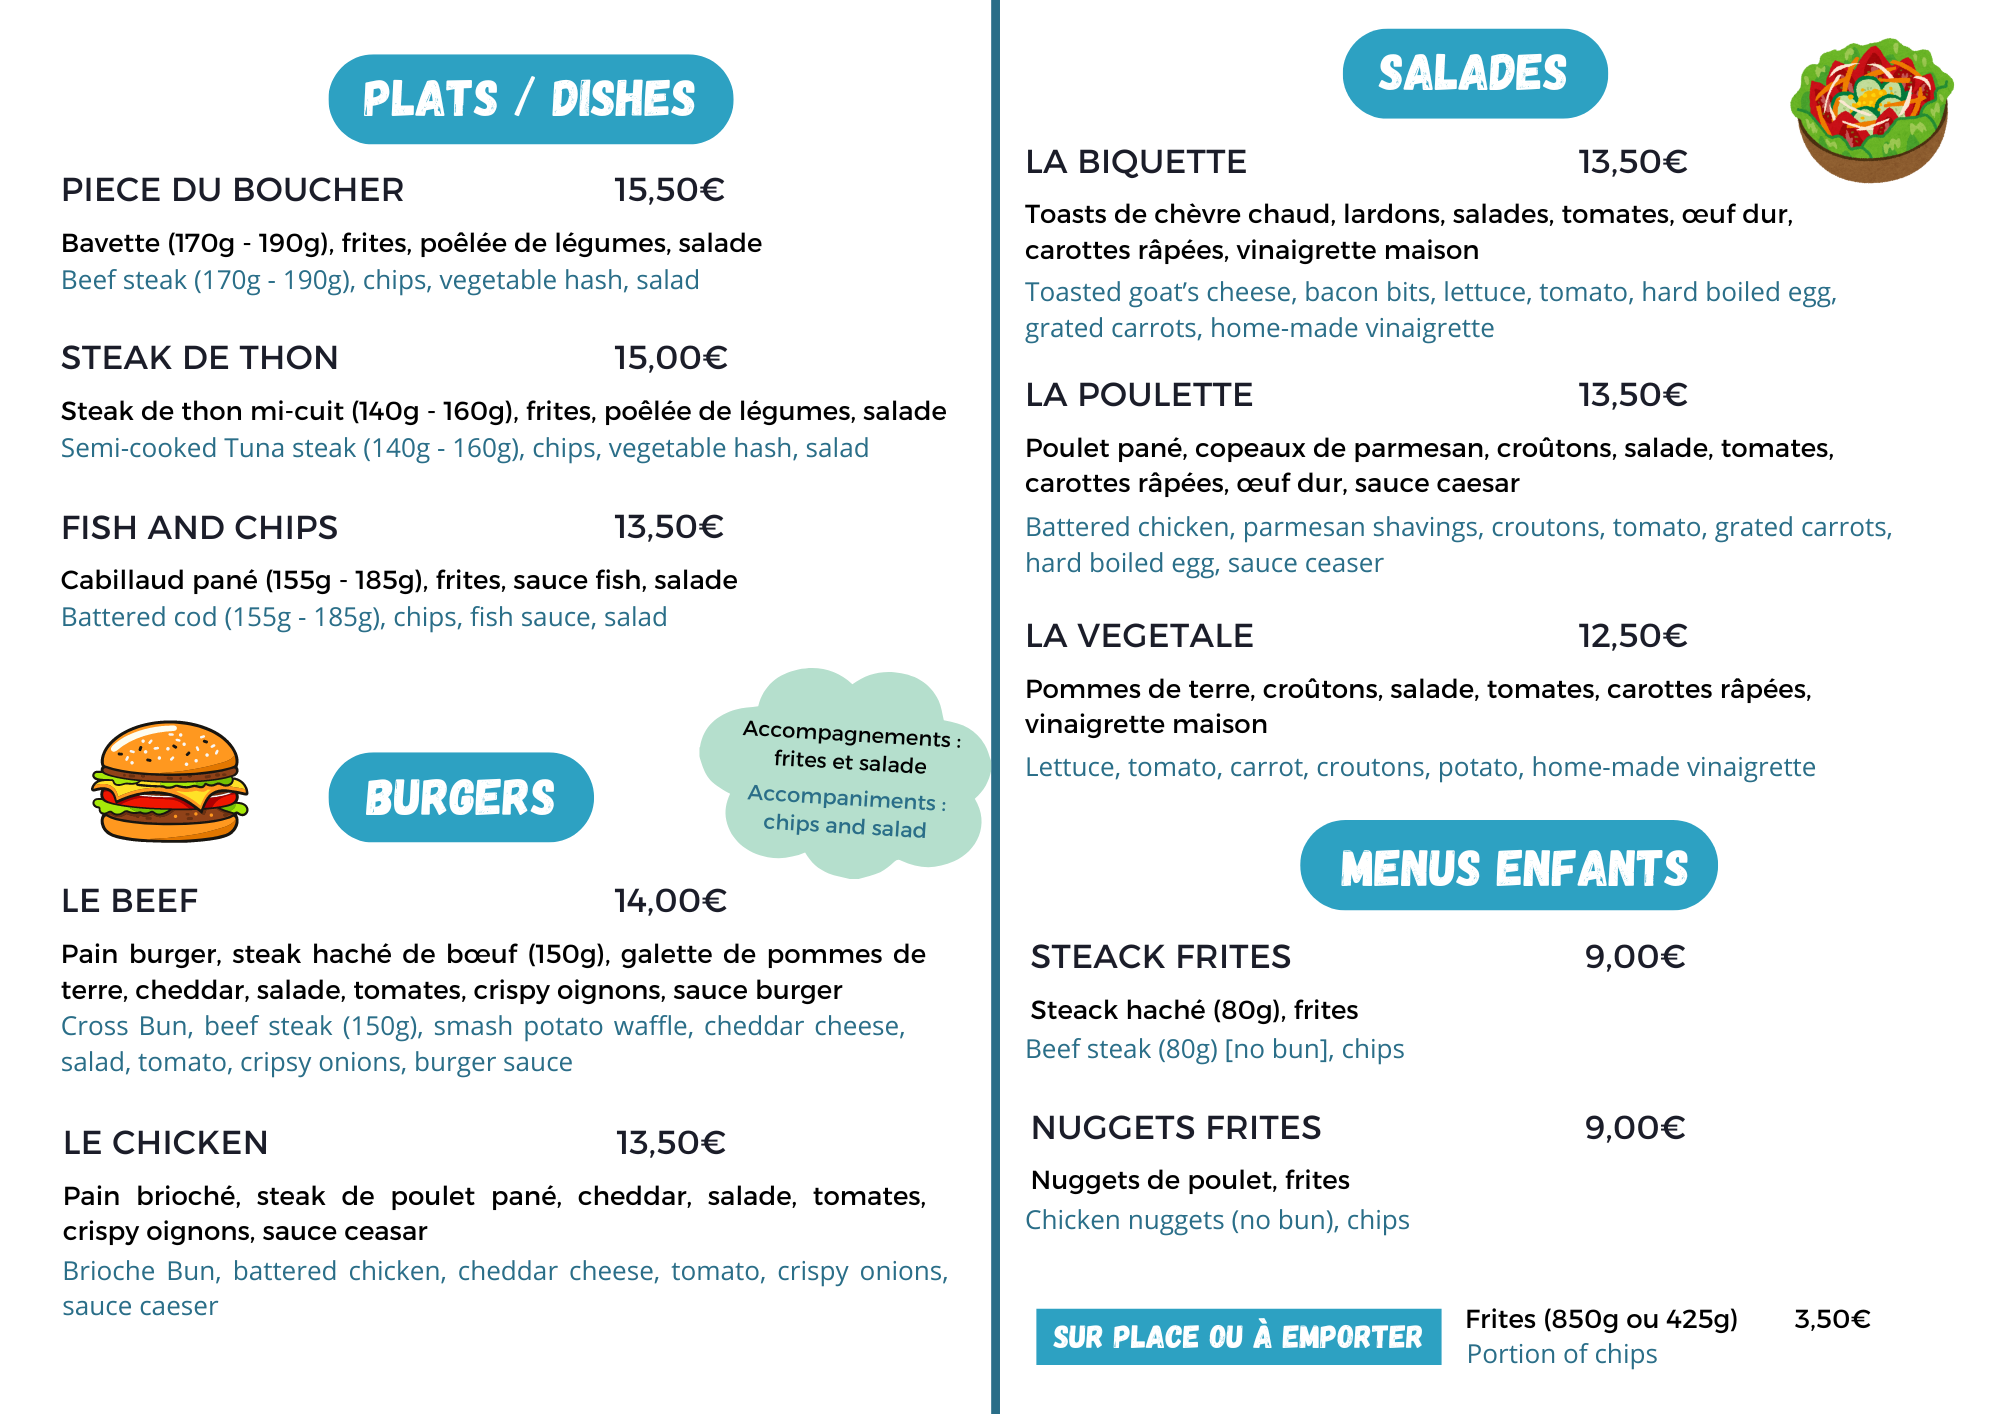 PLATS / DISHES
PIECE DU BOUCHER 15,50€
Bavette (170g - 190g), frites, poêlée de légumes, salade
Beef steak (170g - 190g), chips, vegetable hash, salad
STEAK DE THON 15,00€
Steak de thon mi-cuit (140g - 160g), frites, poêlée de légumes, salade
Semi-cooked Tuna steak (140g - 160g), chips, vegetable hash, salad
FISH AND CHIPS 13,50€
Cabillaud pané (155g - 185g), frites, sauce fish, salade
Battered cod (155g - 185g), chips, fish sauce, salad
BURGERS
Accompagnements :
frites et salade
Accompaniments :
chips and salad
LE BEEF 14,00€
Pain burger, steak haché de bœuf (150g), galette de pommes de
terre, cheddar, salade, tomates, crispy oignons, sauce burger
Cross Bun, beef steak (150g), smash potato waffle, cheddar cheese,
salad, tomato, cripsy onions, burger sauce
LE CHICKEN 13,50€
Pain brioché, steak de poulet pané, cheddar, salade, tomates,
crispy oignons, sauce ceasar
Brioche Bun, battered chicken, cheddar cheese, tomato, crispy onions,
sauce caeser
SALADES
LA BIQUETTE 13,50€
Toasts de chèvre chaud, lardons, salades, tomates, œuf dur,
carottes râpées, vinaigrette maison
Toasted goat’s cheese, bacon bits, lettuce, tomato, hard boiled egg,
grated carrots, home-made vinaigrette
LA POULETTE 13,50€
Poulet pané, copeaux de parmesan, croûtons, salade, tomates,
carottes râpées, œuf dur, sauce caesar
Battered chicken, parmesan shavings, croutons, tomato, grated carrots,
hard boiled egg, sauce ceaser
LA VEGETALE 12,50€
Pommes de terre, croûtons, salade, tomates, carottes râpées,
vinaigrette maison
Lettuce, tomato, carrot, croutons, potato, home-made vinaigrette
MENUS ENFANTS
STEACK FRITES 9,00€
Steack haché (80g), frites
Beef steak (80g) [no bun], chips
NUGGETS FRITES 9,00€
Nuggets de poulet, frites
Chicken nuggets (no bun), chips
SUR PLACE OU À EMPORTER
Frites (850g ou 425g) 3,50€
Portion of chips